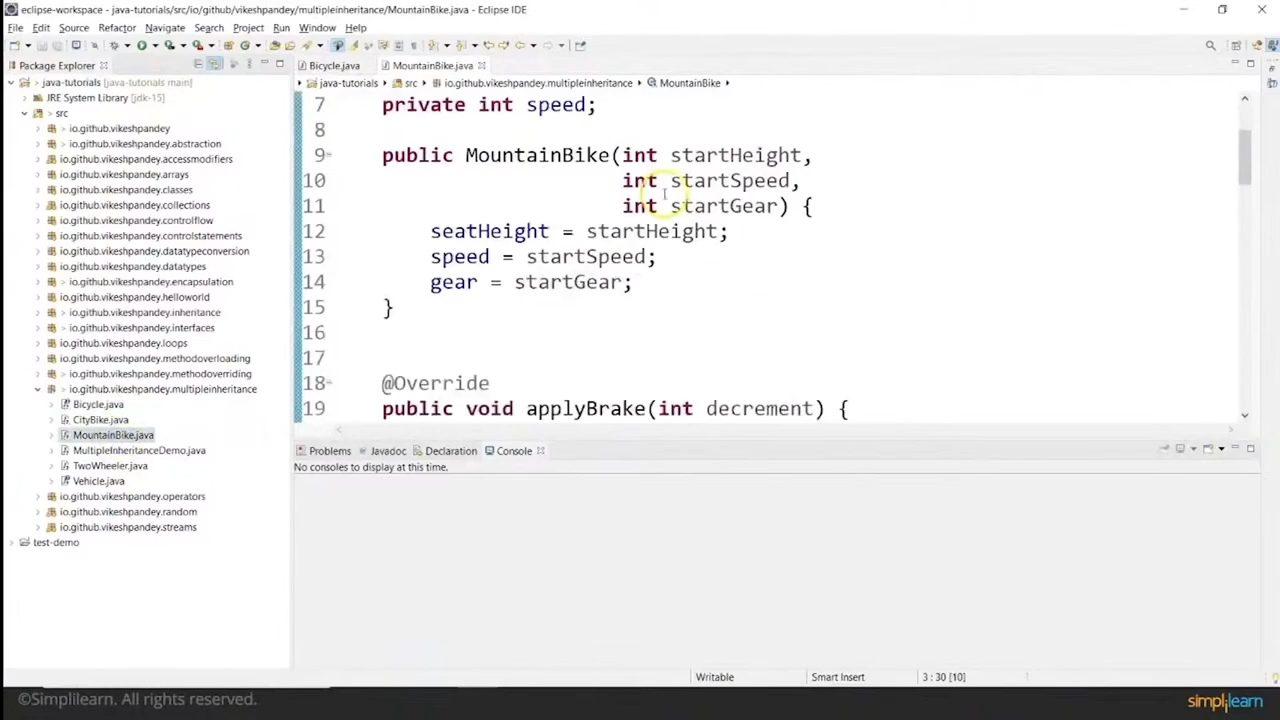 eclipse-workspace - java-tutorials/src/io/github/vikeshpandey/multipleinheritance/MountainBike.java - Eclipse IDE
File Edit Source Refactor Navigate Search Project Run Window Help
Package Explorer
Bicycle.java
MountainBike.java
java-tutorials [java-tutorials main]
java-tutorials src io.github.vikeshpandey.multipleinheritance MountainBike
JRE System Library [jdk-15]
src
io.github.vikeshpandey
io.github.vikeshpandey.abstraction
io.github.vikeshpandey.accessmodifiers
io.github.vikeshpandey.arrays
io.github.vikeshpandey.classes
io.github.vikeshpandey.collections
io.github.vikeshpandey.controlflow
io.github.vikeshpandey.controlstatements
io.github.vikeshpandey.datatypeconversion
io.github.vikeshpandey.datatypes
io.github.vikeshpandey.encapsulation
io.github.vikeshpandey.helloworld
io.github.vikeshpandey.inheritance
io.github.vikeshpandey.interfaces
io.github.vikeshpandey.loops
io.github.vikeshpandey.methodoverloading
io.github.vikeshpandey.methodoverriding
io.github.vikeshpandey.multipleinheritance
Bicycle.java
CityBike.java
MountainBike.java
MultipleInheritanceDemo.java
TwoWheeler.java
Vehicle.java
io.github.vikeshpandey.operators
io.github.vikeshpandey.random
io.github.vikeshpandey.streams
test-demo
7 private int speed;
8
9 public MountainBike(int startHeight,
10 int startSpeed,
11 int startGear) {
12 seatHeight = startHeight;
13 speed = startSpeed;
14 gear = startGear;
15 }
16
17
18 @Override
19 public void applyBrake(int decrement) {
Problems Javadoc Declaration Console
No consoles to display at this time.
Writable Smart Insert 3 : 30 [10]
©Simplilearn. All rights reserved.
simplilearn